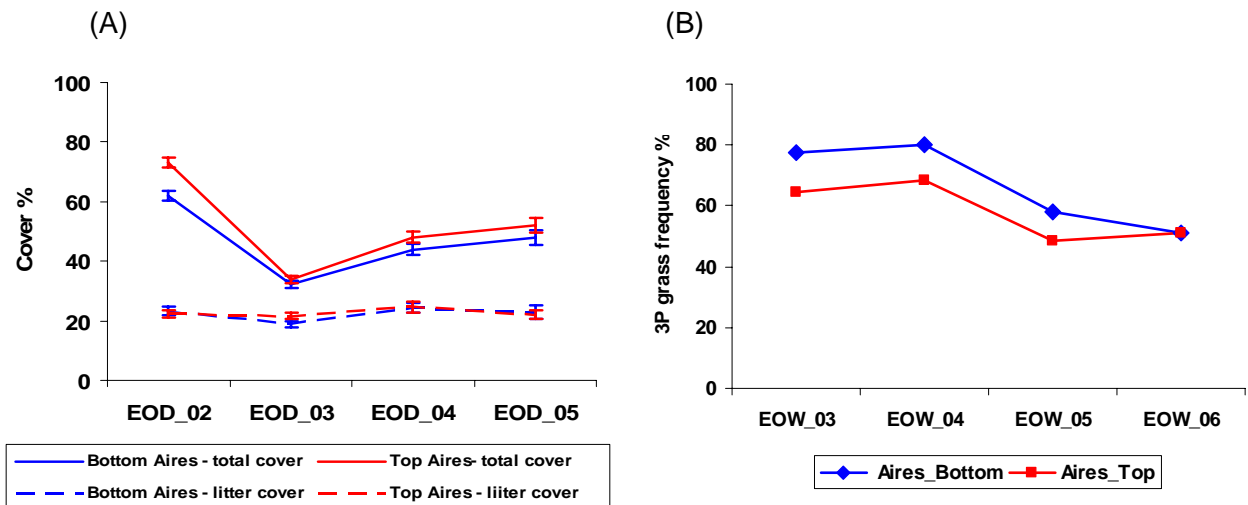 (A)
(B)
100
80
60
40
20
0
Cover %
EOD_02 EOD_03 EOD_04 EOD_05
Bottom Aires - total cover Top Aires- total cover
Bottom Aires - litter cover Top Aires - liiter cover
100
80
60
40
20
0
3P grass frequency %
EOW_03 EOW_04 EOW_05 EOW_06
Aires_Bottom Aires_Top